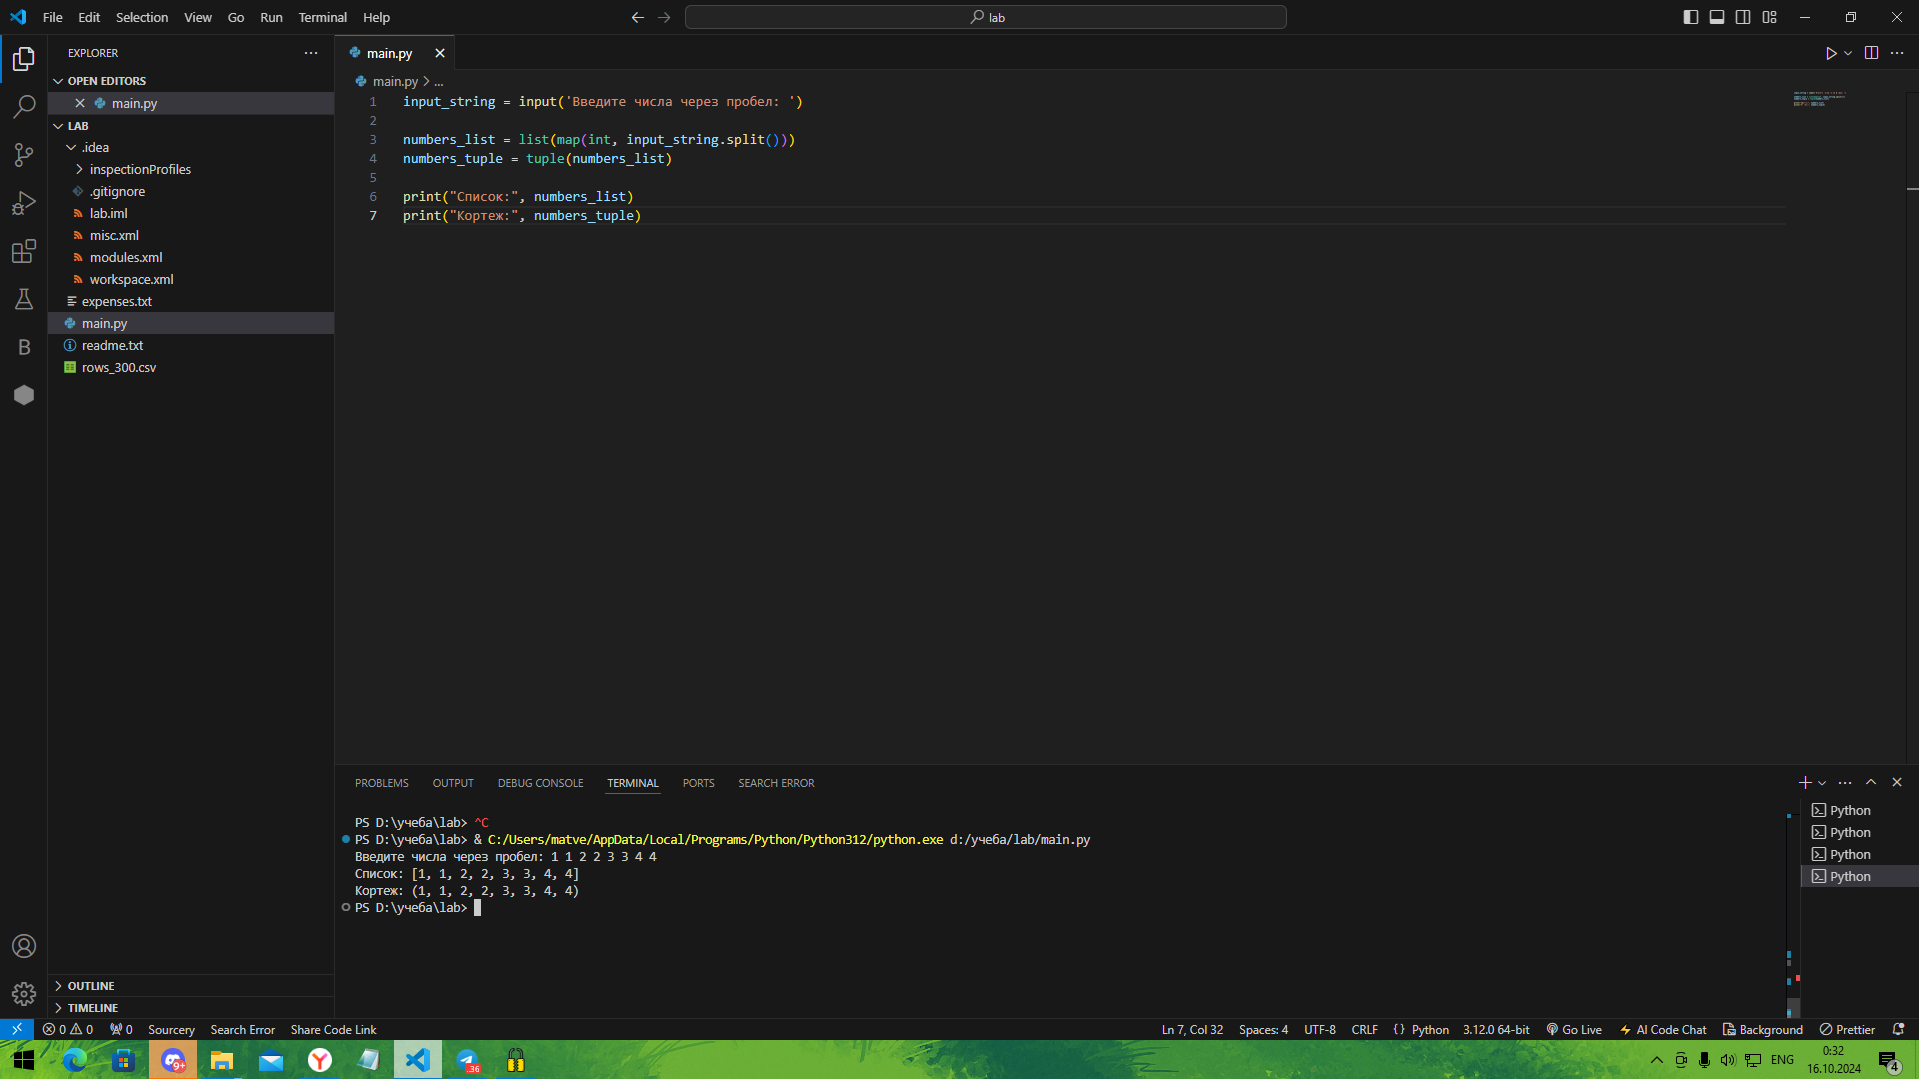 File Edit Selection View Go Run Terminal Help
lab
EXPLORER
OPEN EDITORS
main.py
LAB
.idea
inspectionProfiles
.gitignore
lab.iml
misc.xml
modules.xml
workspace.xml
expenses.txt
main.py
readme.txt
rows_300.csv
OUTLINE
TIMELINE
main.py
main.py > ...
1 input_string = input('Введите числа через пробел: ')
2
3 numbers_list = list(map(int, input_string.split()))
4 numbers_tuple = tuple(numbers_list)
5
6 print("Список:", numbers_list)
7 print("Кортеж:", numbers_tuple)
PROBLEMS OUTPUT DEBUG CONSOLE TERMINAL PORTS SEARCH ERROR
PS D:\учеба\lab> ^C
PS D:\учеба\lab> & C:/Users/matve/AppData/Local/Programs/Python/Python312/python.exe d:/учеба/lab/main.py
Введите числа через пробел: 1 1 2 2 3 3 4 4
Список: [1, 1, 2, 2, 3, 3, 4, 4]
Кортеж: (1, 1, 2, 2, 3, 3, 4, 4)
PS D:\учеба\lab>
Python
Python
Python
Python
0 0 0 Sourcery Search Error Share Code Link Ln 7, Col 32 Spaces: 4 UTF-8 CRLF {} Python 3.12.0 64-bit Go Live AI Code Chat Background Prettier
9+ 36 ENG 0:32
16.10.2024 4